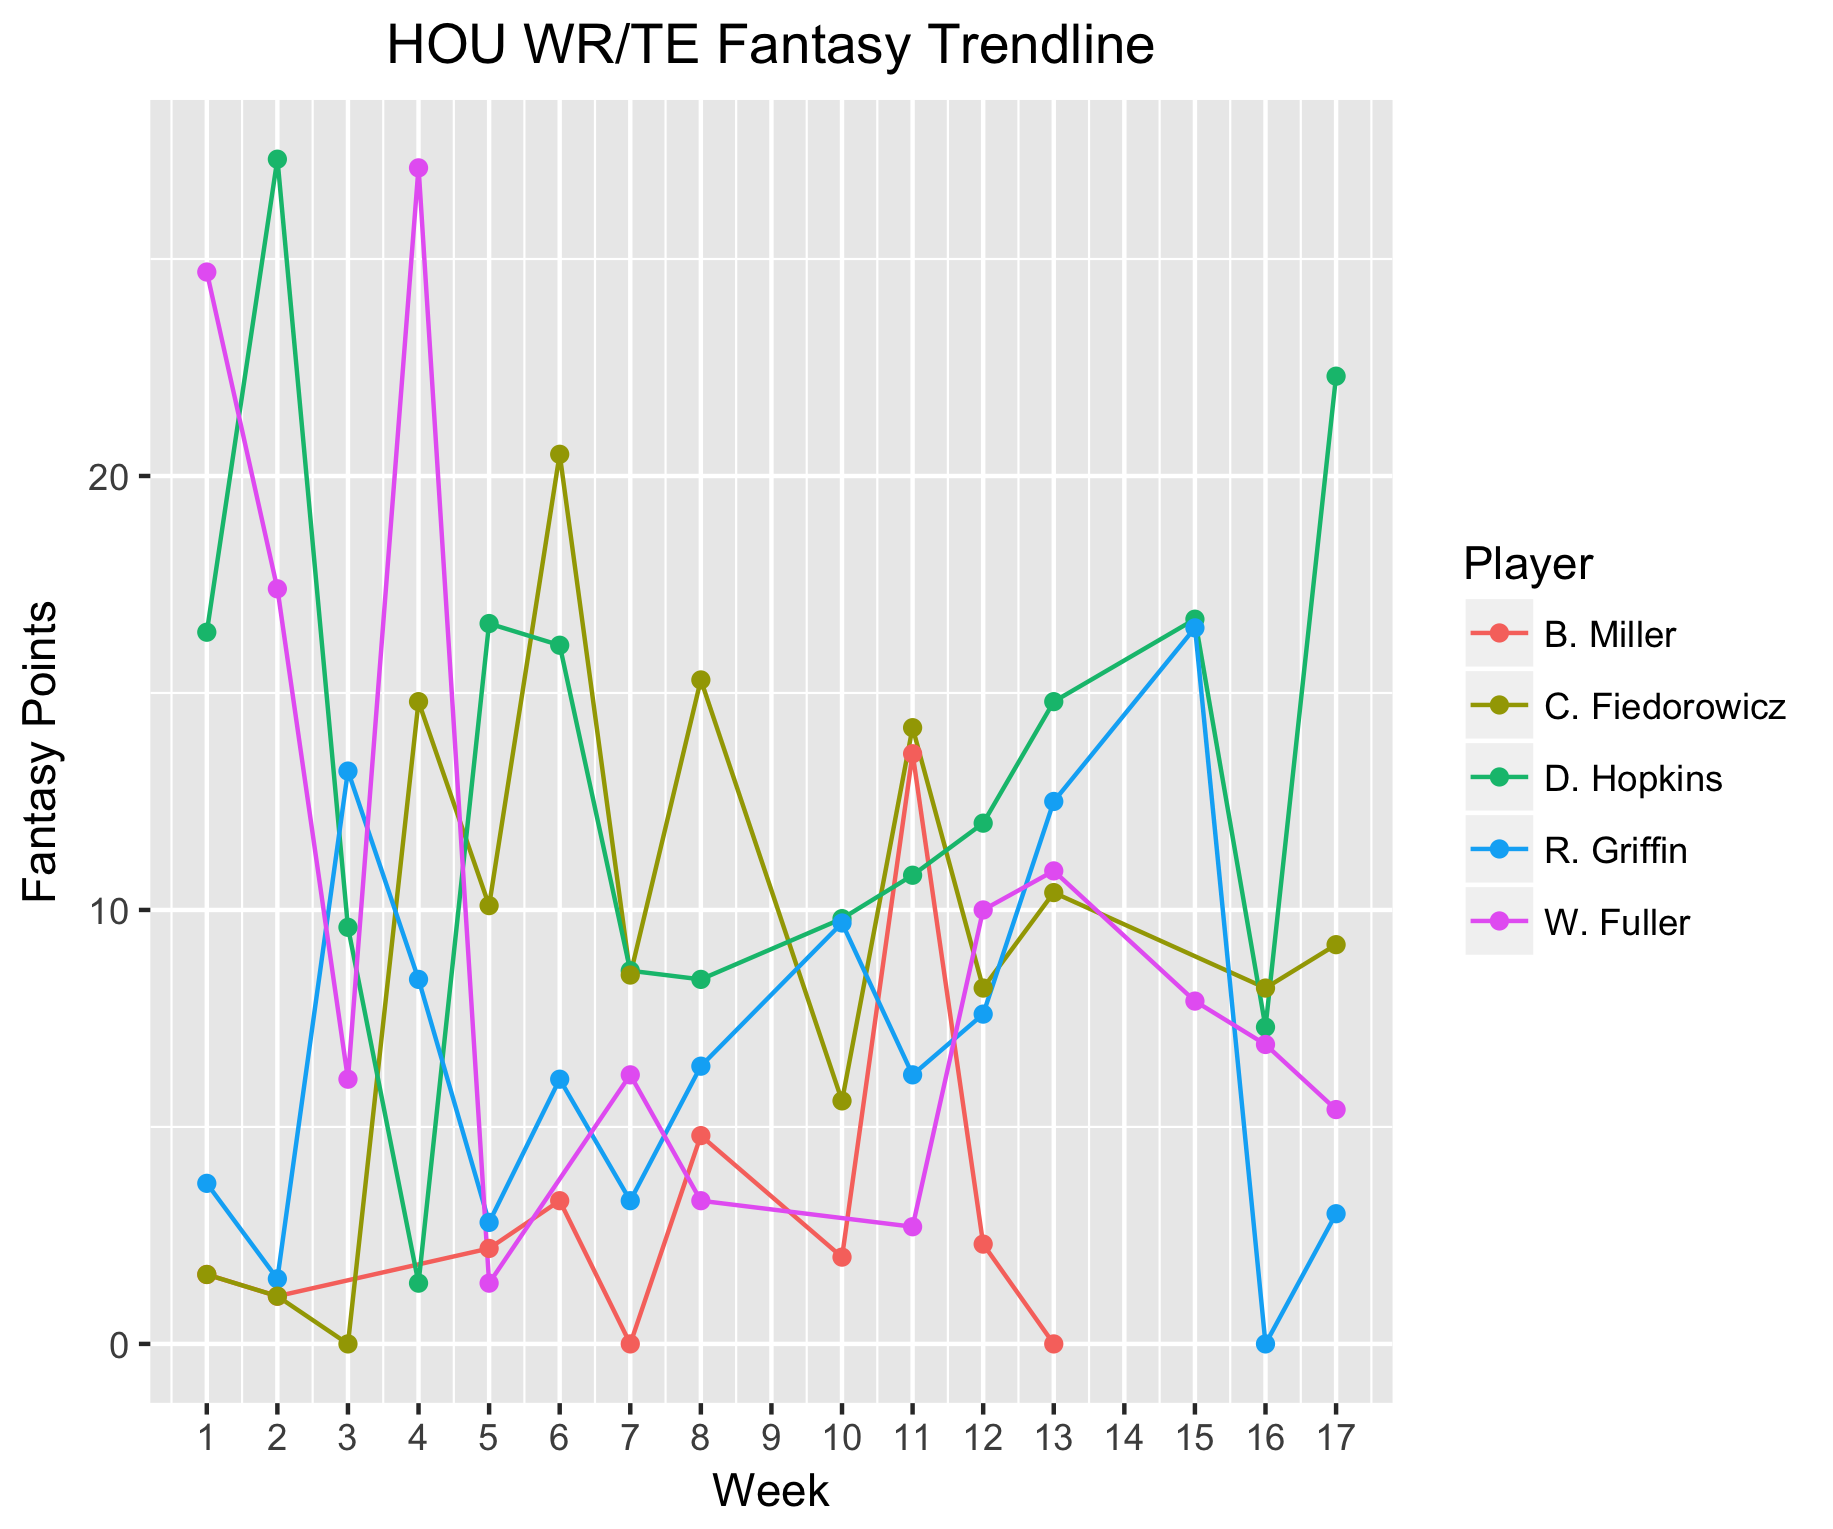 HOU WR/TE Fantasy Trendline
Fantasy Points
20
10
0
1 2 3 4 5 6 7 8 9 10 11 12 13 14 15 16 17
Week
Player
B. Miller
C. Fiedorowicz
D. Hopkins
R. Griffin
W. Fuller